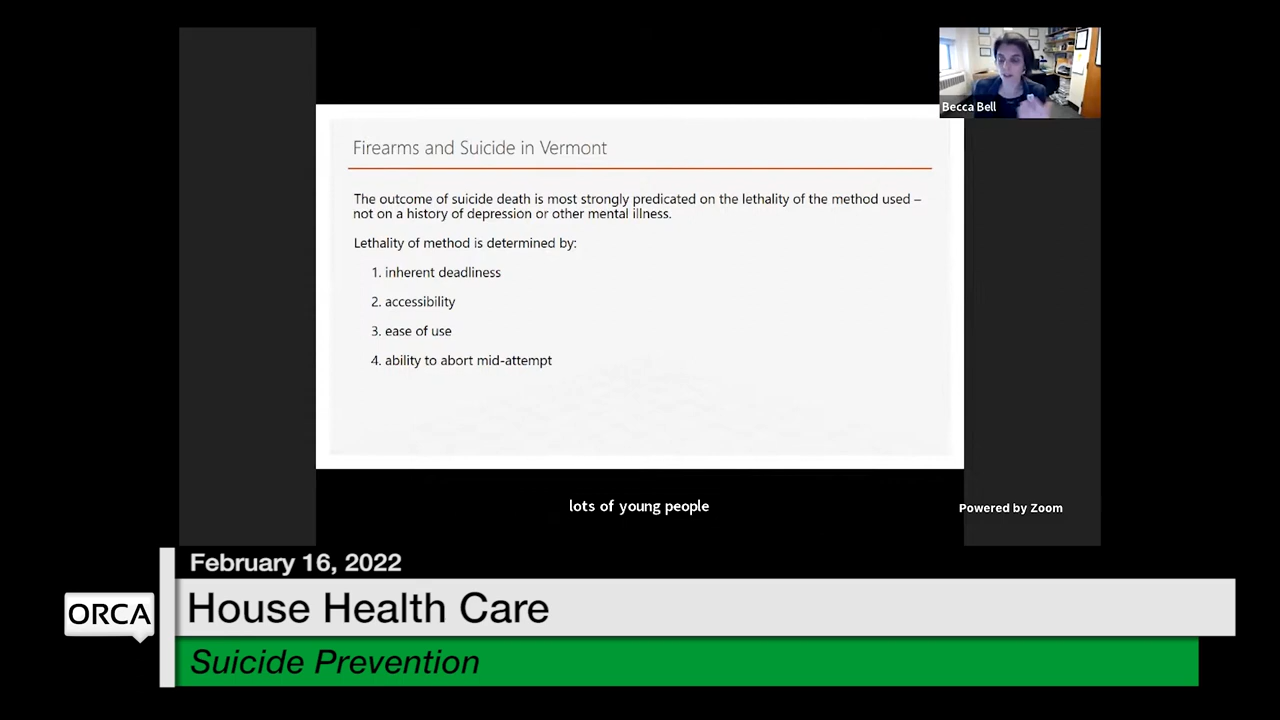 Becca Bell
Firearms and Suicide in Vermont
The outcome of suicide death is most strongly predicated on the lethality of the method used –
not on a history of depression or other mental illness.
Lethality of method is determined by:
1. inherent deadliness
2. accessibility
3. ease of use
4. ability to abort mid-attempt
lots of young people
Powered by Zoom
February 16, 2022
ORCA
House Health Care
Suicide Prevention